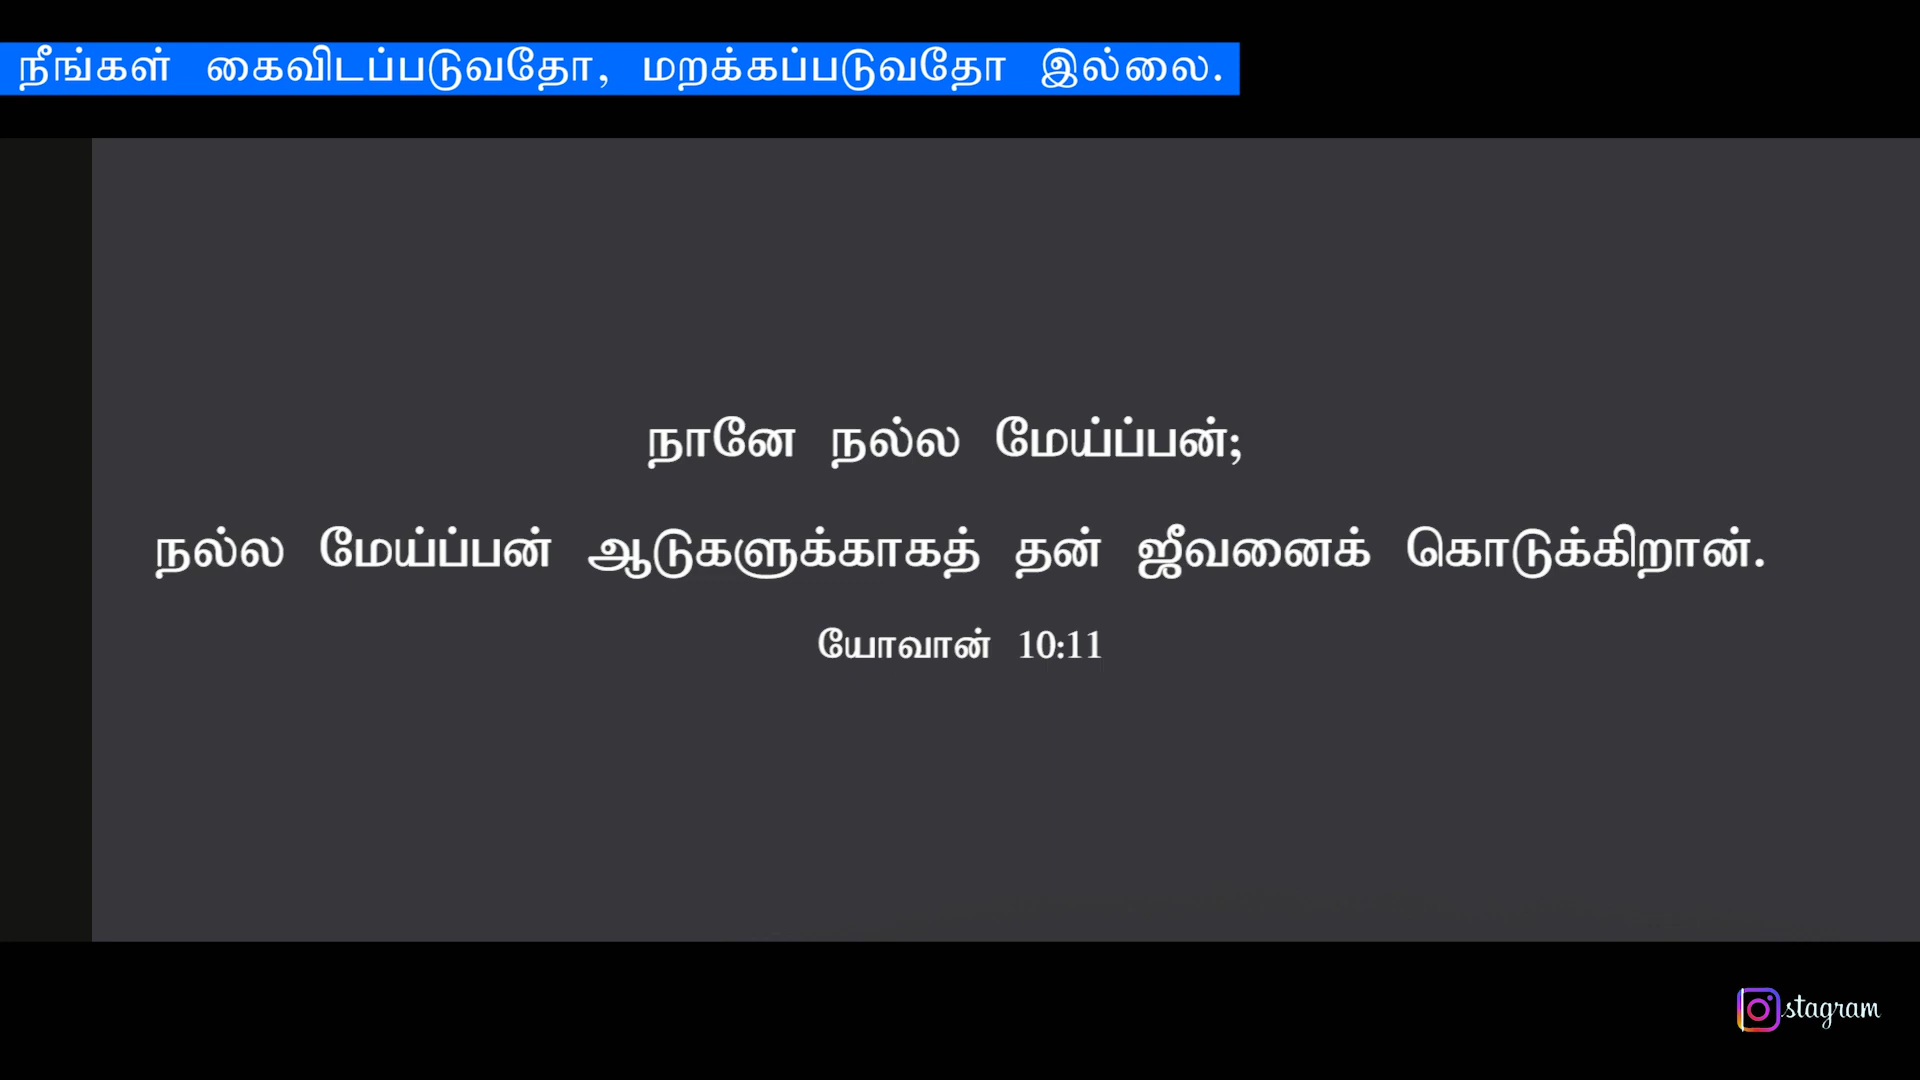 நீங்கள் கைவிடப்படுவதோ, மறக்கப்படுவதோ இல்லை.
நானே நல்ல மேய்ப்பன்;
நல்ல மேய்ப்பன் ஆடுகளுக்காகத் தன் ஜீவனைக் கொடுக்கிறான்.
யோவான் 10:11
stagram